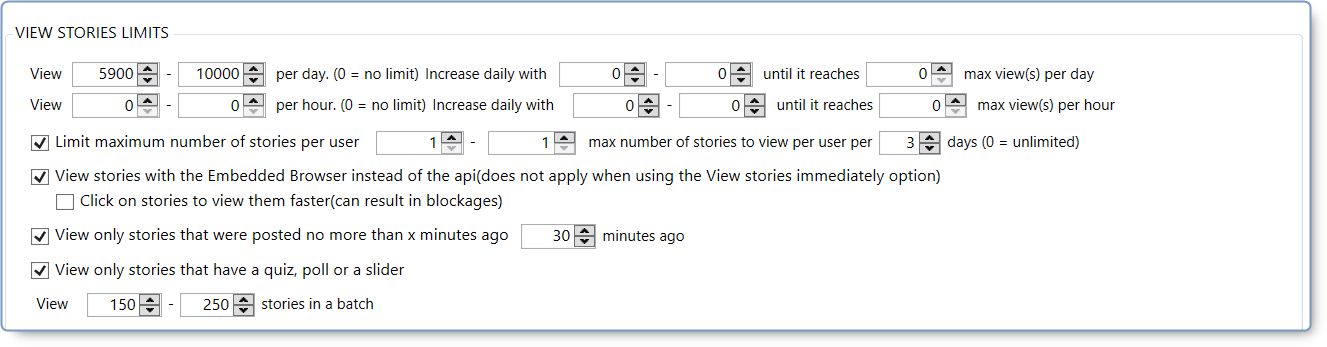 VIEW STORIES LIMITS
View 5900 - 10000 per day. (0 = no limit) Increase daily with 0 - 0 until it reaches 0 max view(s) per day
View 0 - 0 per hour. (0 = no limit) Increase daily with 0 - 0 until it reaches 0 max view(s) per hour
Limit maximum number of stories per user 1 - 1 max number of stories to view per user per 3 days (0 = unlimited)
View stories with the Embedded Browser instead of the api(does not apply when using the View stories immediately option)
Click on stories to view them faster(can result in blockages)
View only stories that were posted no more than x minutes ago 30 minutes ago
View only stories that have a quiz, poll or a slider
View 150 - 250 stories in a batch